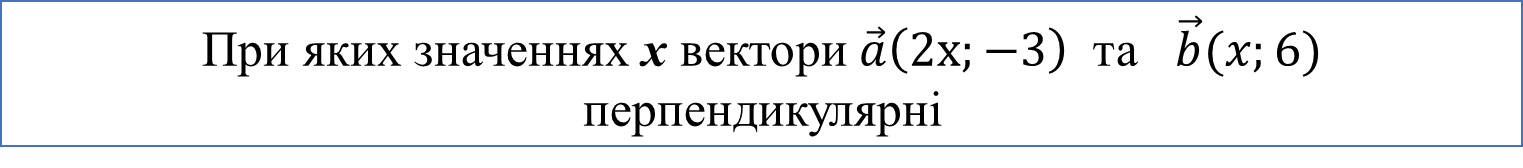 При яких значеннях x вектори a⃗(2x; −3) та b⃗(x; 6)
перпендикулярні